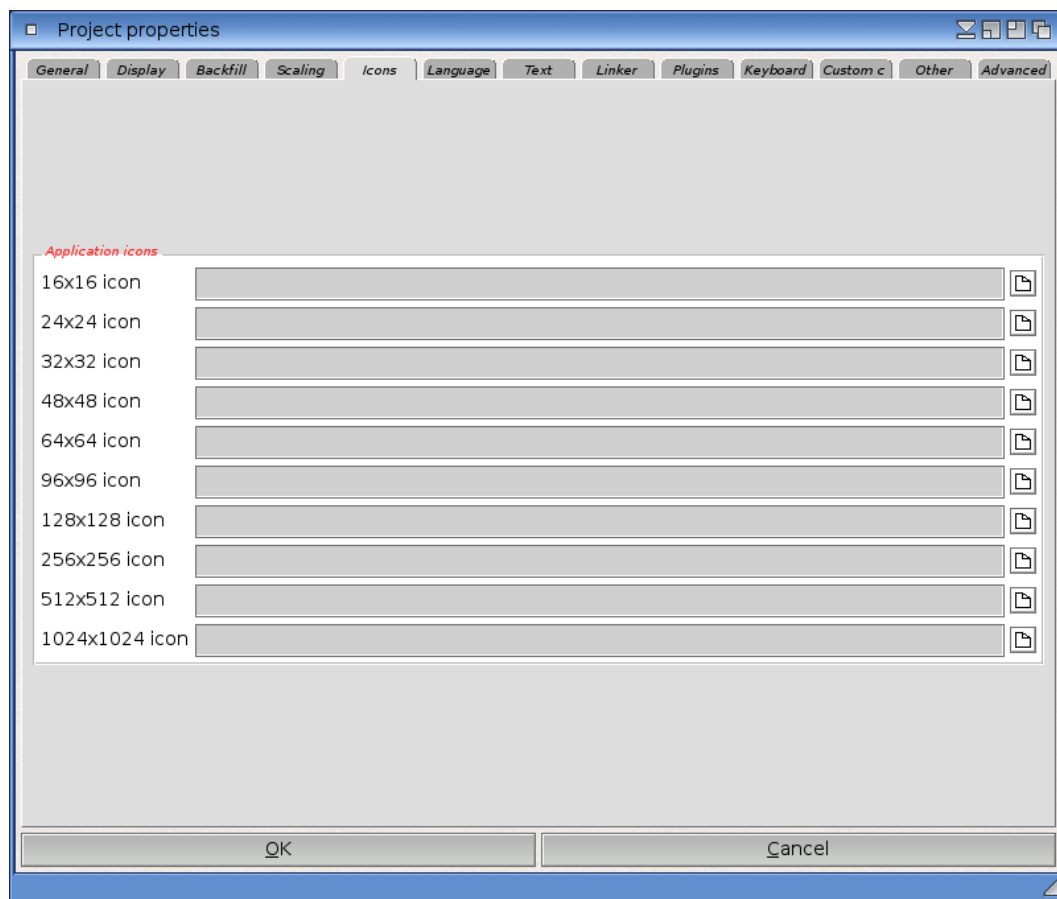 Project properties
General Display Backfill Scaling Icons Language Text Linker Plugins Keyboard Custom c Other Advanced
Application icons
16x16 icon
24x24 icon
32x32 icon
48x48 icon
64x64 icon
96x96 icon
128x128 icon
256x256 icon
512x512 icon
1024x1024 icon
OK Cancel